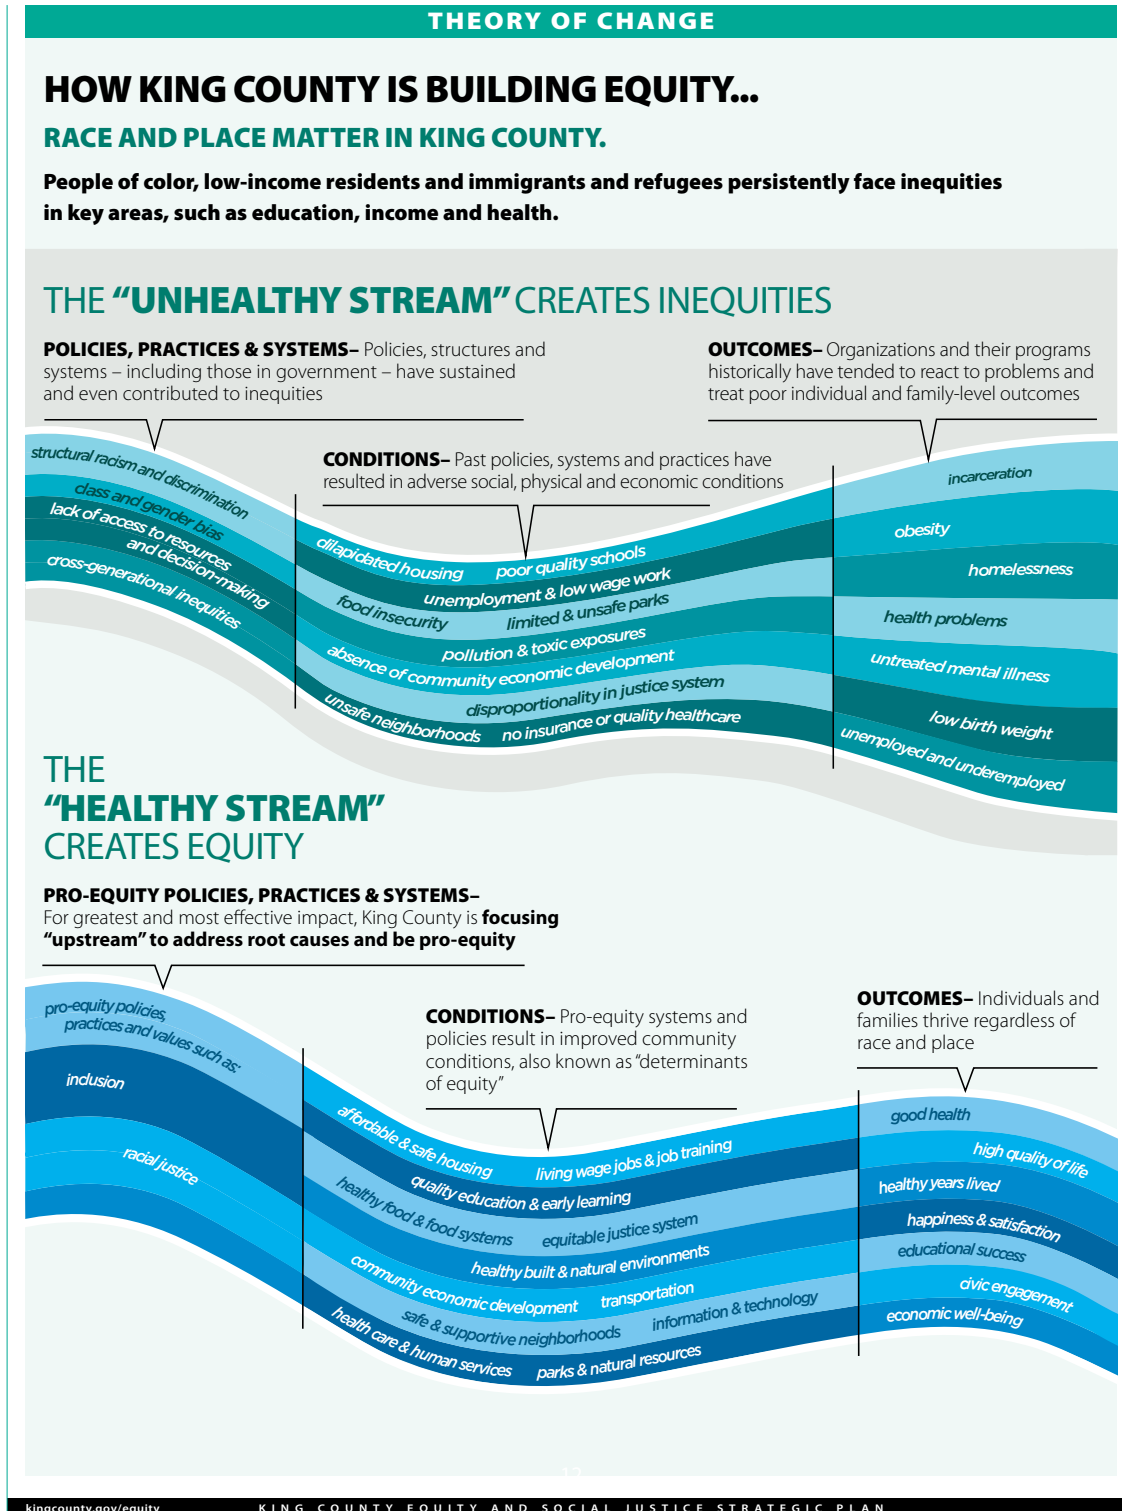 THEORY OF CHANGE
HOW KING COUNTY IS BUILDING EQUITY...
RACE AND PLACE MATTER IN KING COUNTY.
People of color, low-income residents and immigrants and refugees persistently face inequities
in key areas, such as education, income and health.
THE “UNHEALTHY STREAM” CREATES INEQUITIES
POLICIES, PRACTICES & SYSTEMS– Policies, structures and
systems – including those in government – have sustained
and even contributed to inequities
OUTCOMES– Organizations and their programs
historically have tended to react to problems and
treat poor individual and family-level outcomes
CONDITIONS– Past policies, systems and practices have
resulted in adverse social, physical and economic conditions
structural racism and discrimination
class and gender bias
lack of access to resources
and decision-making
cross-generational inequities
dilapidated housing
poor quality schools
unemployment & low wage work
food insecurity
limited & unsafe parks
pollution & toxic exposures
absence of community economic development
disproportionality in justice system
unsafe neighborhoods
no insurance or quality healthcare
incarceration
obesity
homelessness
health problems
untreated mental illness
low birth weight
unemployed and underemployed
THE
“HEALTHY STREAM”
CREATES EQUITY
PRO-EQUITY POLICIES, PRACTICES & SYSTEMS–
For greatest and most effective impact, King County is focusing
“upstream” to address root causes and be pro-equity
CONDITIONS– Pro-equity systems and
policies result in improved community
conditions, also known as “determinants
of equity”
OUTCOMES– Individuals and
families thrive regardless of
race and place
pro-equity policies,
practices and values such as:
inclusion
racial justice
affordable & safe housing
living wage jobs & job training
quality education & early learning
healthy food & food systems
equitable justice system
healthy built & natural environments
community economic development
transportation
safe & supportive neighborhoods
information & technology
health care & human services
parks & natural resources
good health
high quality of life
healthy years lived
happiness & satisfaction
educational success
civic engagement
economic well-being
12
kingcounty.gov/equity
KING COUNTY EQUITY AND SOCIAL JUSTICE STRATEGIC PLAN